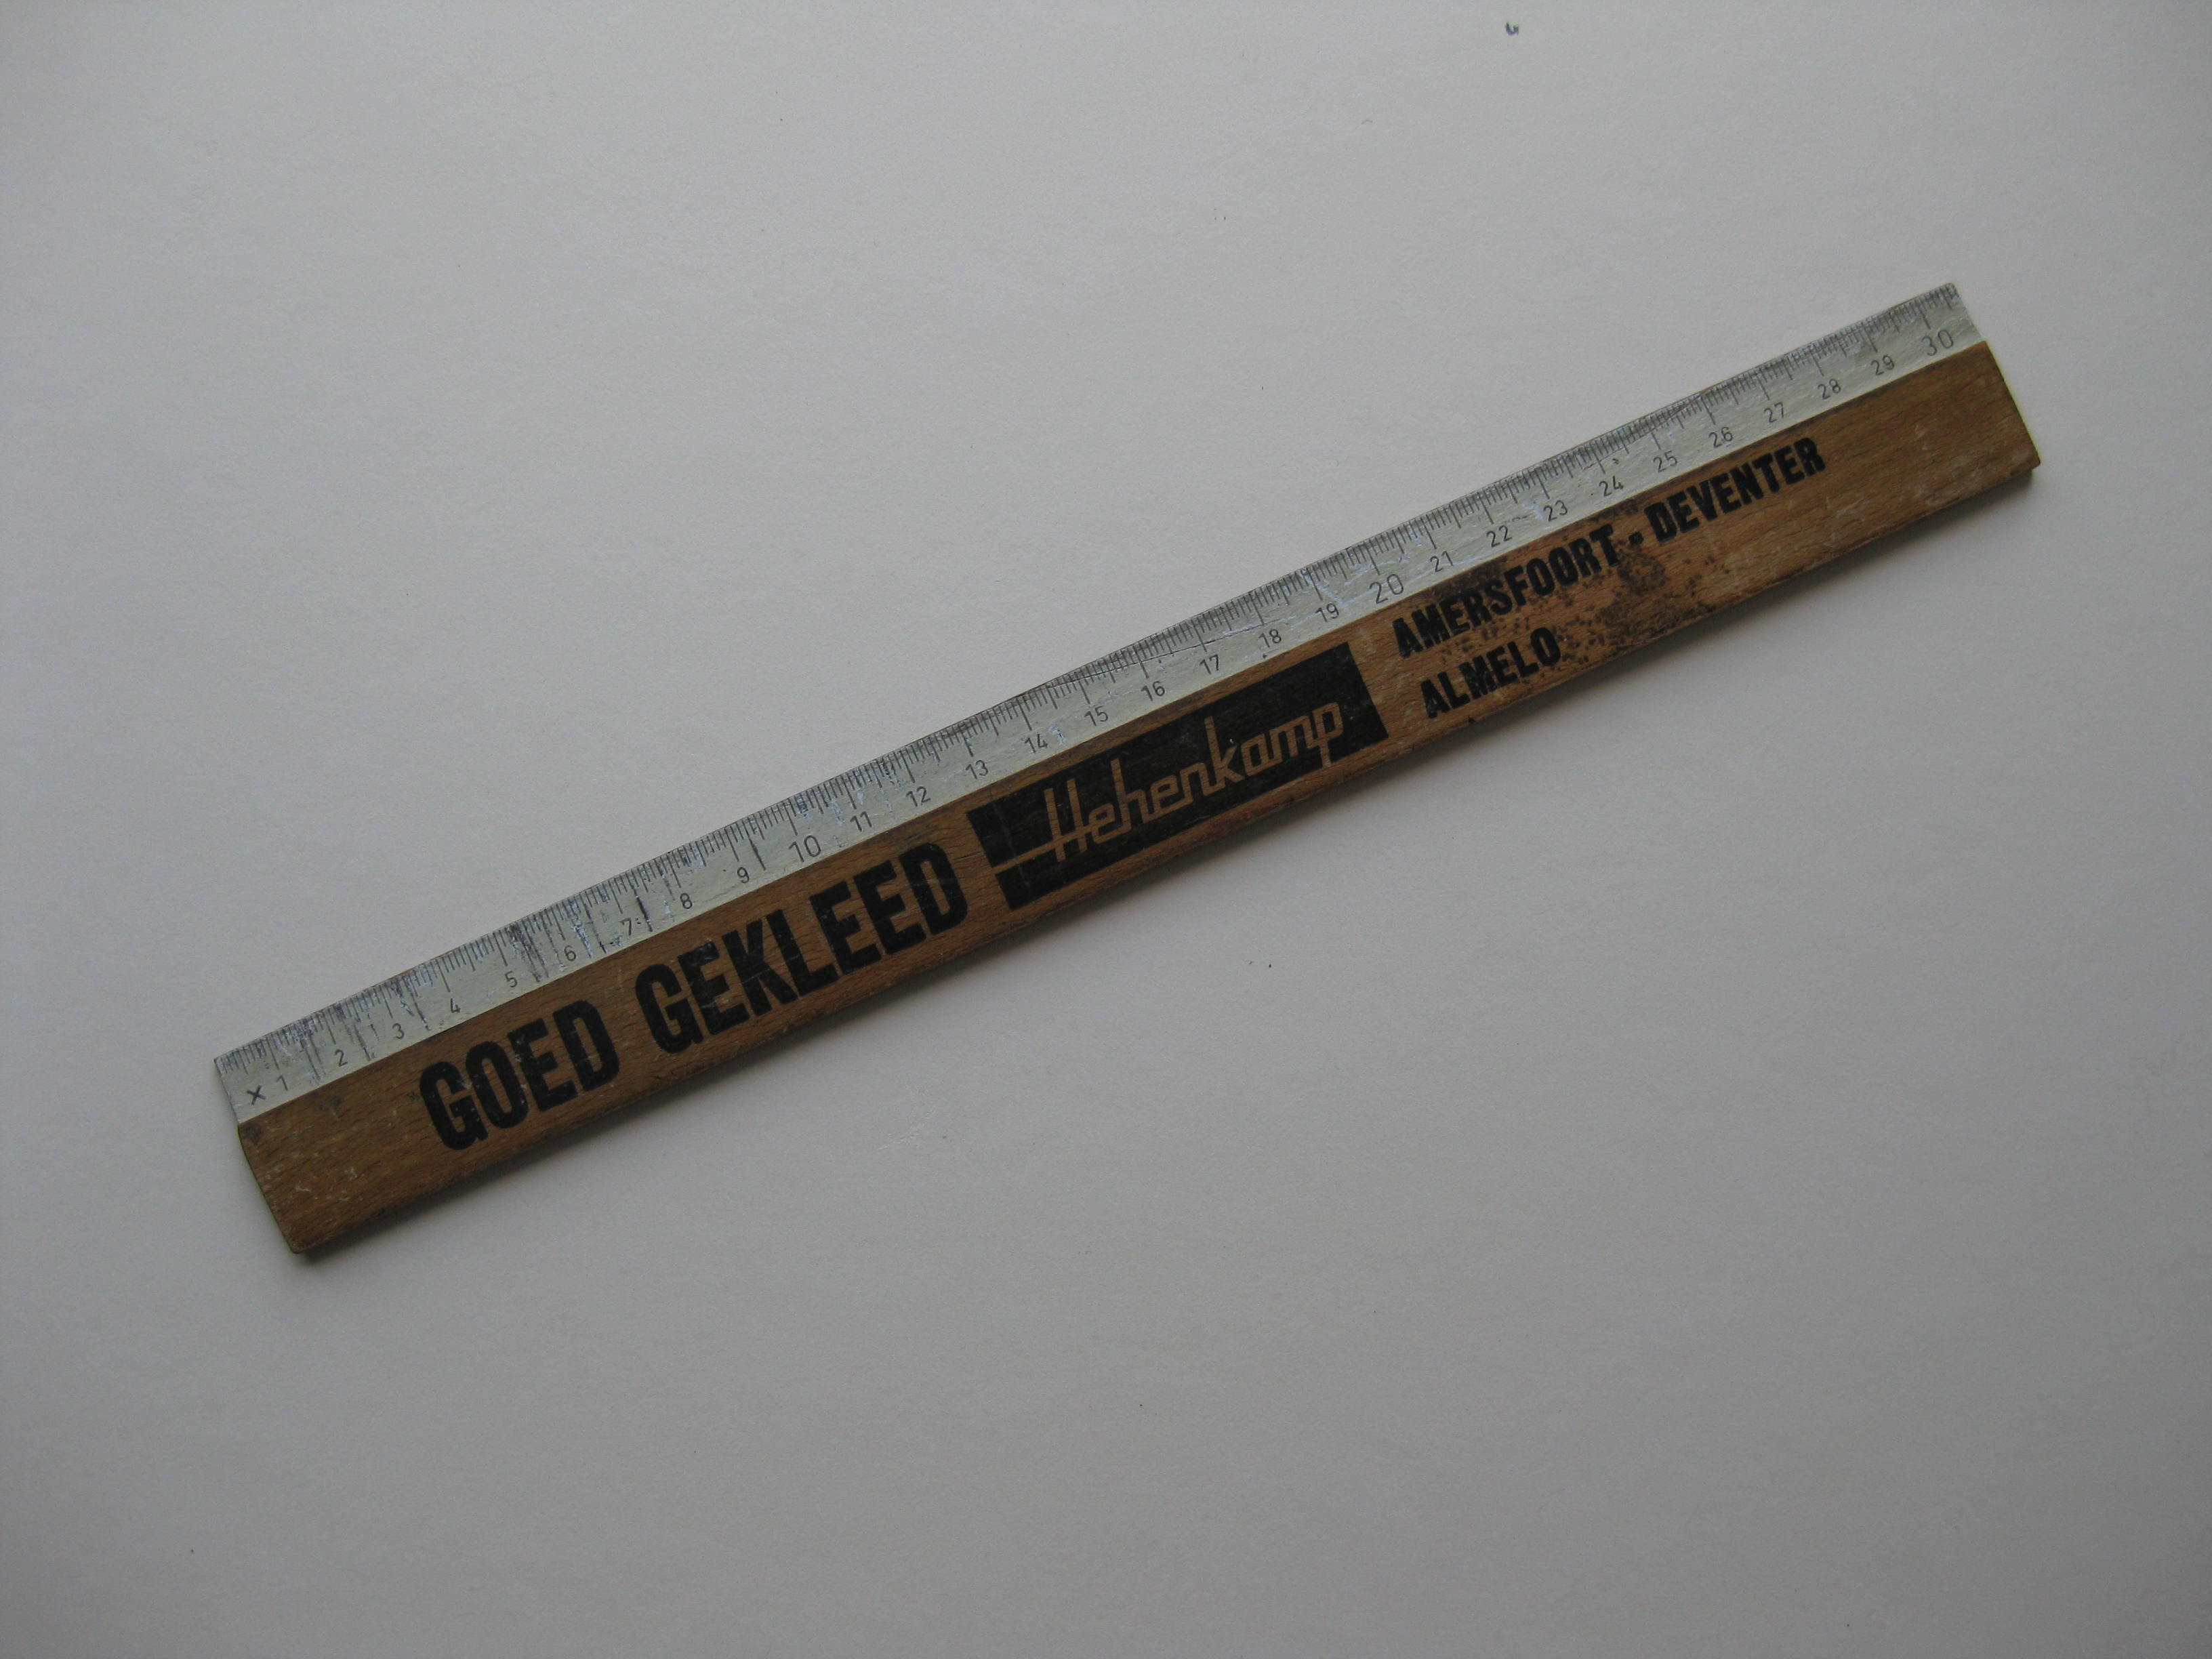 x 1 2 3 4 5 6 7 8 9 10 11 12 13 14 15 16 17 18 19 20 21 22 23 24 25 26 27 28 29 30
GOED GEKLEED Hehenkamp AMERSFOORT - DEVENTER
ALMELO